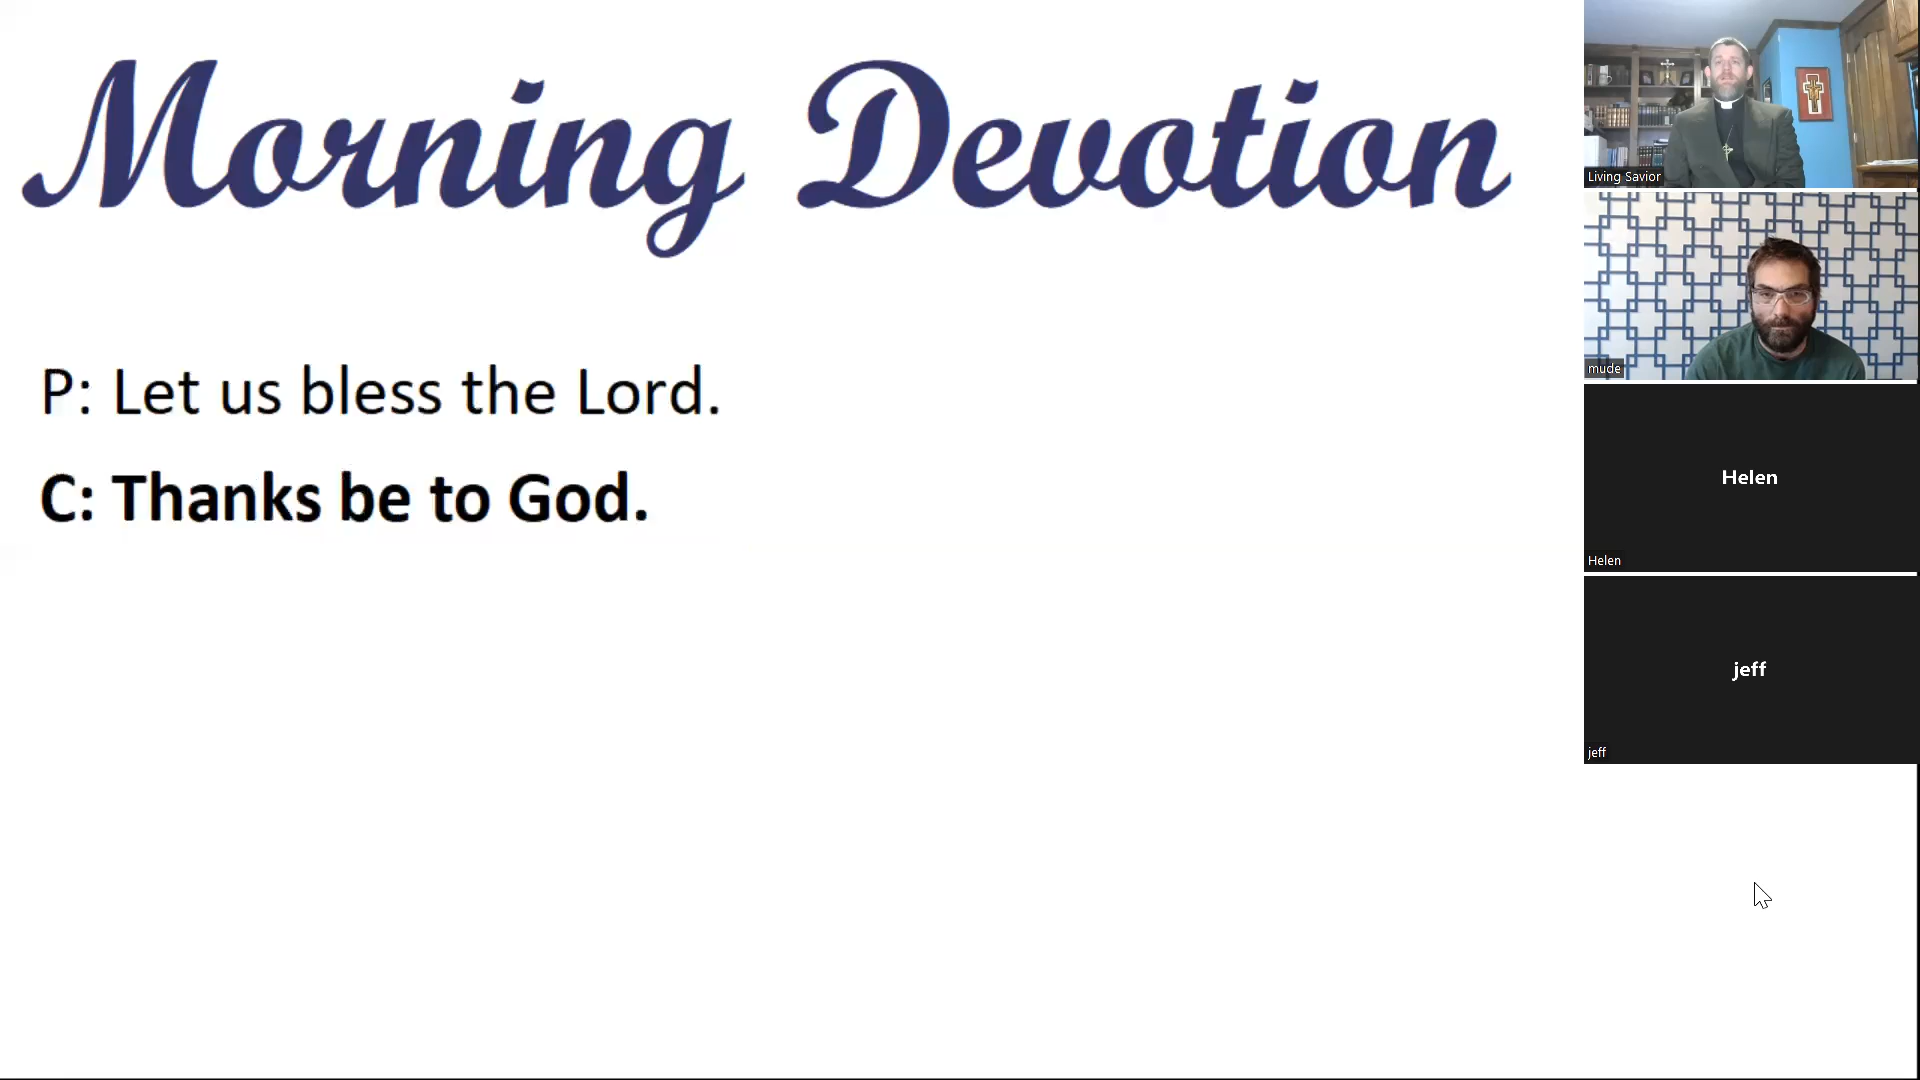 Morning Devotion
P: Let us bless the Lord.
C: Thanks be to God.
Living Savior
mude
Helen
Helen
jeff
jeff